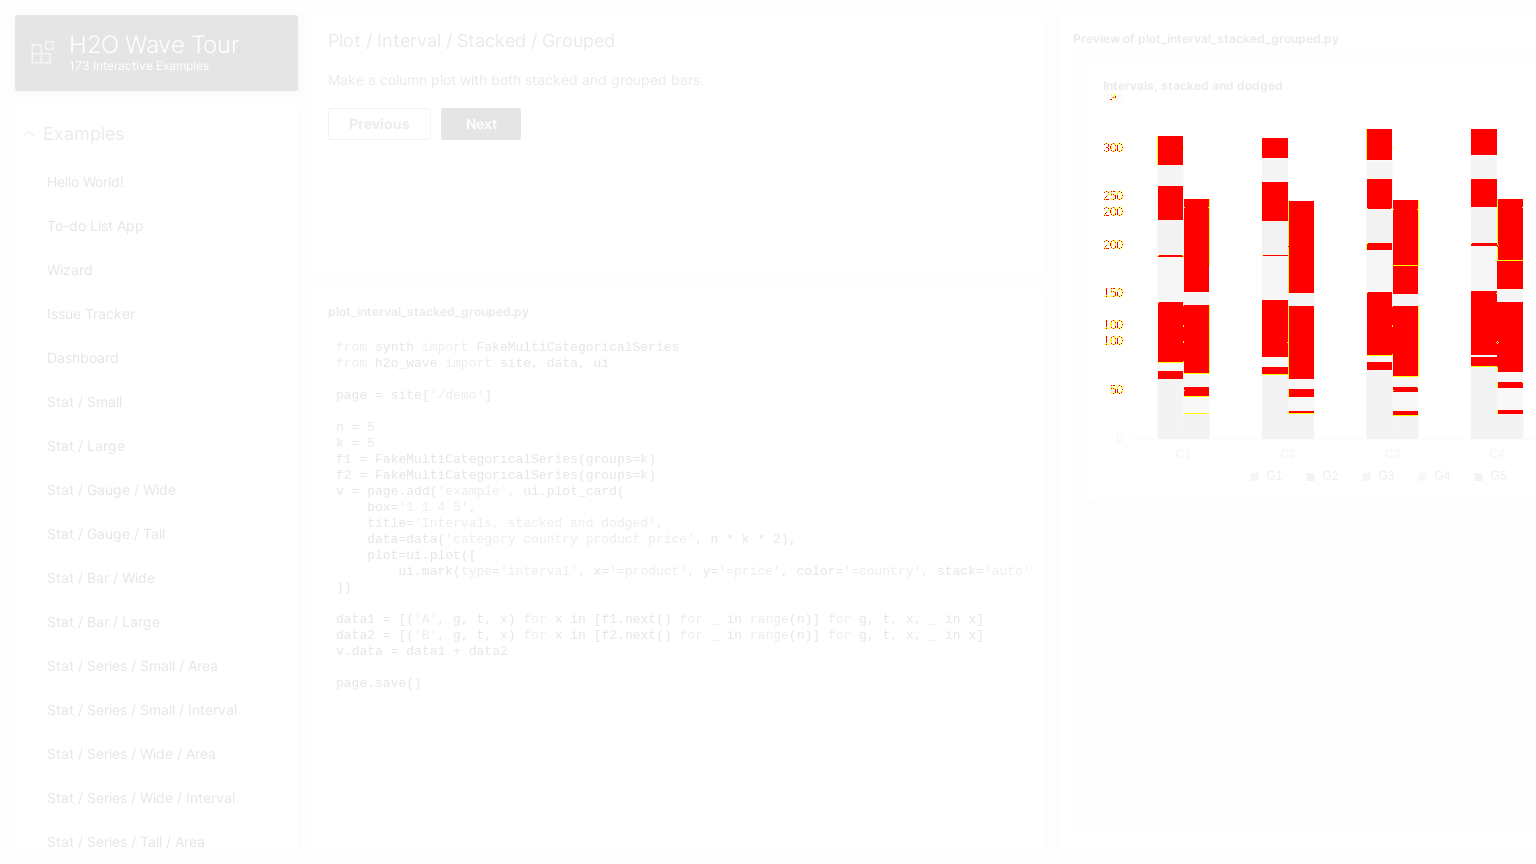 H2O Wave Tour
173 Interactive Examples
Examples
Hello World!
To-do List App
Wizard
Issue Tracker
Dashboard
Stat / Small
Stat / Large
Stat / Gauge / Wide
Stat / Gauge / Tall
Stat / Bar / Wide
Stat / Bar / Large
Stat / Series / Small / Area
Stat / Series / Small / Interval
Stat / Series / Wide / Area
Stat / Series / Wide / Interval
Stat / Series / Tall / Area
Plot / Interval / Stacked / Grouped
Make a column plot with both stacked and grouped bars.
Previous Next
plot_interval_stacked_grouped.py
from synth import FakeMultiCategoricalSeries
from h2o_wave import site, data, ui
page = site['/demo']
n = 5
k = 5
f1 = FakeMultiCategoricalSeries(groups=k)
f2 = FakeMultiCategoricalSeries(groups=k)
v = page.add('example', ui.plot_card(
    box='1 1 4 5',
    title='Intervals, stacked and dodged',
    data=data('category country product price', n * k * 2),
    plot=ui.plot([
        ui.mark(type='interval', x='=product', y='=price', color='=country', stack='auto'
))
data1 = [('A', g, t, x) for x in [f1.next() for _ in range(n)] for g, t, x, _ in x]
data2 = [('B', g, t, x) for x in [f2.next() for _ in range(n)] for g, t, x, _ in x]
v.data = data1 + data2
page.save()
Preview of plot_interval_stacked_grouped.py
Intervals, stacked and dodged
300
250
200
200
150
100
100
50
0
C1 C2 C3 C4
G1 G2 G3 G4 G5